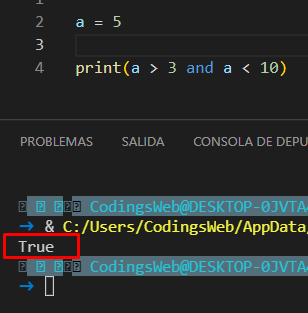 1
2 a = 5
3
4 print(a > 3 and a < 10)
PROBLEMAS SALIDA CONSOLA DE DEPU
CodingsWeb@DESKTOP-0JVTA
→ & C:/Users/CodingsWeb/AppData
True
CodingsWeb@DESKTOP-0JVTA
→